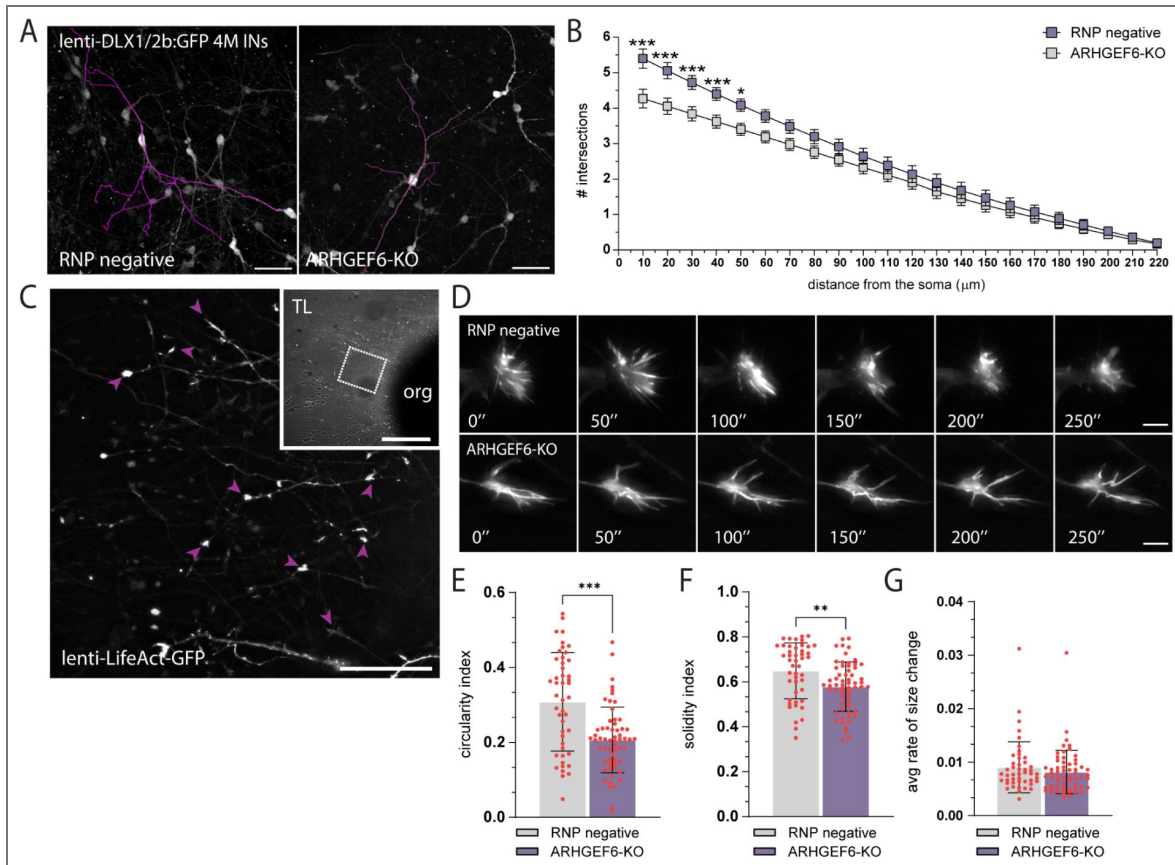 A
lenti-DLX1/2b:GFP 4M INs
RNP negative
ARHGEF6-KO
B
RNP negative
ARHGEF6-KO
*** *** *** *** *
# intersections
6
5
4
3
2
1
0
0 10 20 30 40 50 60 70 80 90 100 110 120 130 140 150 160 170 180 190 200 210 220
distance from the soma (μm)
C
TL
org
lenti-LifeAct-GFP
D
RNP negative
0′′ 50′′ 100′′ 150′′ 200′′ 250′′
ARHGEF6-KO
0′′ 50′′ 100′′ 150′′ 200′′ 250′′
E
***
circularity index
0.6
0.4
0.2
0.0
RNP negative
ARHGEF6-KO
F
**
solidity index
1.0
0.8
0.6
0.4
0.2
0.0
RNP negative
ARHGEF6-KO
G
avg rate of size change
0.04
0.03
0.02
0.01
0.00
RNP negative
ARHGEF6-KO